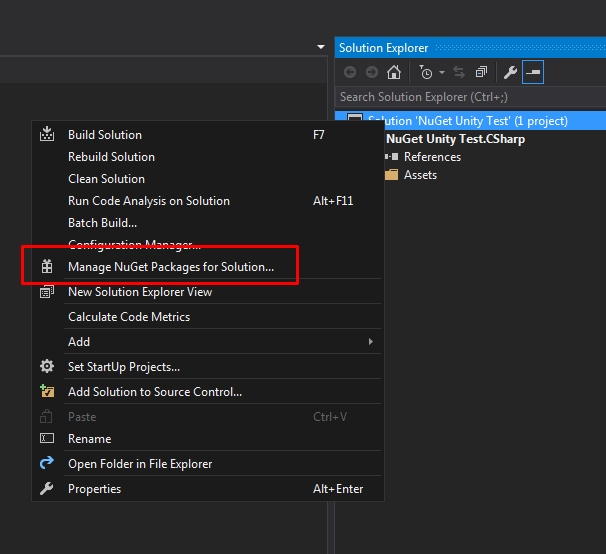 Solution Explorer
Search Solution Explorer (Ctrl+;)
Solution 'NuGet Unity Test' (1 project)
NuGet Unity Test.CSharp
References
Assets
Build Solution F7
Rebuild Solution
Clean Solution
Run Code Analysis on Solution Alt+F11
Batch Build...
Configuration Manager...
Manage NuGet Packages for Solution...
New Solution Explorer View
Calculate Code Metrics
Add
Set StartUp Projects...
Add Solution to Source Control...
Paste Ctrl+V
Rename
Open Folder in File Explorer
Properties Alt+Enter